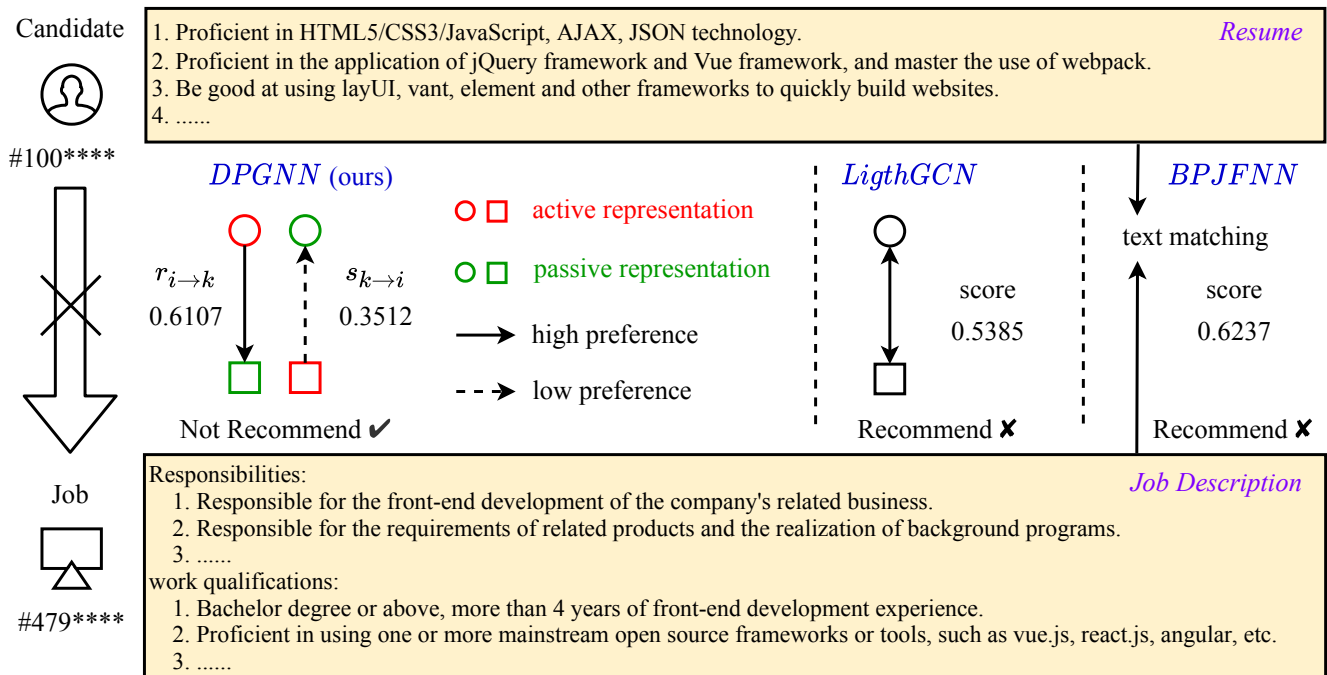 Candidate
#100****
Resume
1. Proficient in HTML5/CSS3/JavaScript, AJAX, JSON technology.
2. Proficient in the application of jQuery framework and Vue framework, and master the use of webpack.
3. Be good at using layUI, vant, element and other frameworks to quickly build websites.
4. ......
DPGNN (ours)
r_{i→k}
0.6107
s_{k→i}
0.3512
Not Recommend ✔
active representation
passive representation
high preference
low preference
LigthGCN
score
0.5385
Recommend ✘
BPJFNN
text matching
score
0.6237
Recommend ✘
Job
#479****
Job Description
Responsibilities:
1. Responsible for the front-end development of the company's related business.
2. Responsible for the requirements of related products and the realization of background programs.
3. ......
work qualifications:
1. Bachelor degree or above, more than 4 years of front-end development experience.
2. Proficient in using one or more mainstream open source frameworks or tools, such as vue.js, react.js, angular, etc.
3. ......